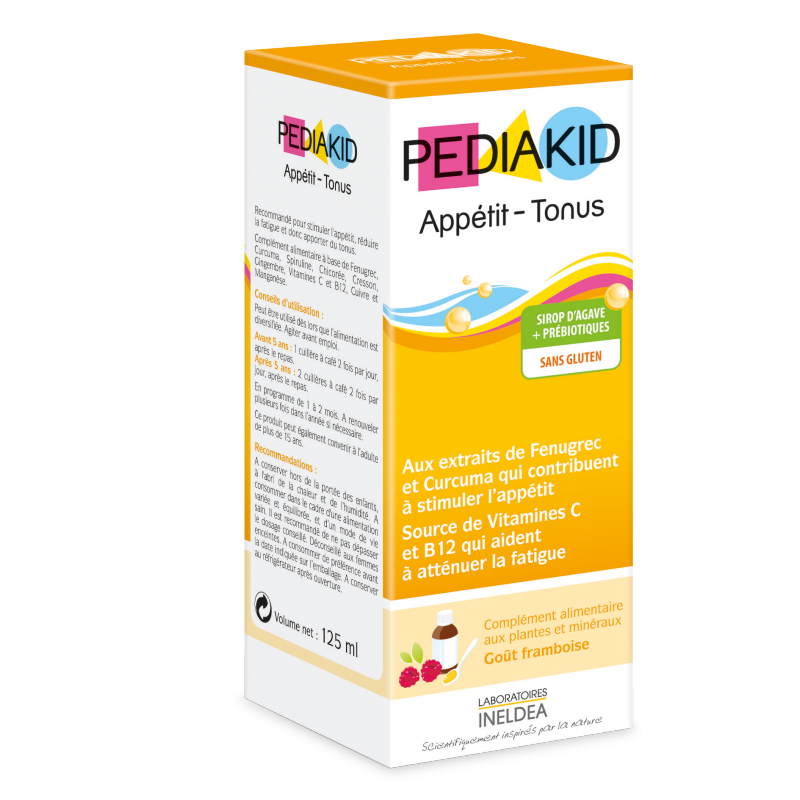 PEDIAKID
Appétit - Tonus
PEDIAKID
Appétit - Tonus
Recommandé pour stimuler l'appétit, réduire
la fatigue et donc apporter du tonus.
Complément alimentaire à base de Fenugrec,
Curcuma, Spiruline, Chicorée, Cresson,
Gingembre, Vitamines C et B12, Cuivre et
Manganèse.
Conseils d'utilisation :
Peut être utilisé dès lors que l'alimentation est
diversifiée. Agiter avant emploi.
Avant 5 ans : 1 cuillère à café 2 fois par jour,
après le repas.
Après 5 ans : 2 cuillères à café 2 fois par
jour, après le repas.
En programme de 1 à 2 mois. A renouveler
plusieurs fois dans l'année si nécessaire.
Ce produit peut également convenir à l'adulte
de plus de 15 ans.
Recommandations :
A conserver hors de la portée des enfants,
à l'abri de la chaleur et de l'humidité. A
consommer dans le cadre d'une alimentation
variée et équilibrée, et d'un mode de vie
sain. Il est recommandé de ne pas dépasser
le dosage conseillé. Déconseillé aux femmes
enceintes. A consommer de préférence avant
la date indiquée sur l'emballage. A conserver
au réfrigérateur après ouverture.
Volume net : 125 ml
PEDIAKID
Appétit - Tonus
SIROP D'AGAVE
+ PRÉBIOTIQUES
SANS GLUTEN
Aux extraits de Fenugrec
et Curcuma qui contribuent
à stimuler l'appétit
Source de Vitamines C
et B12 qui aident
à atténuer la fatigue
Complément alimentaire
aux plantes et minéraux
Goût framboise
LABORATOIRES
INELDEA
Scientifiquement inspirés par la nature